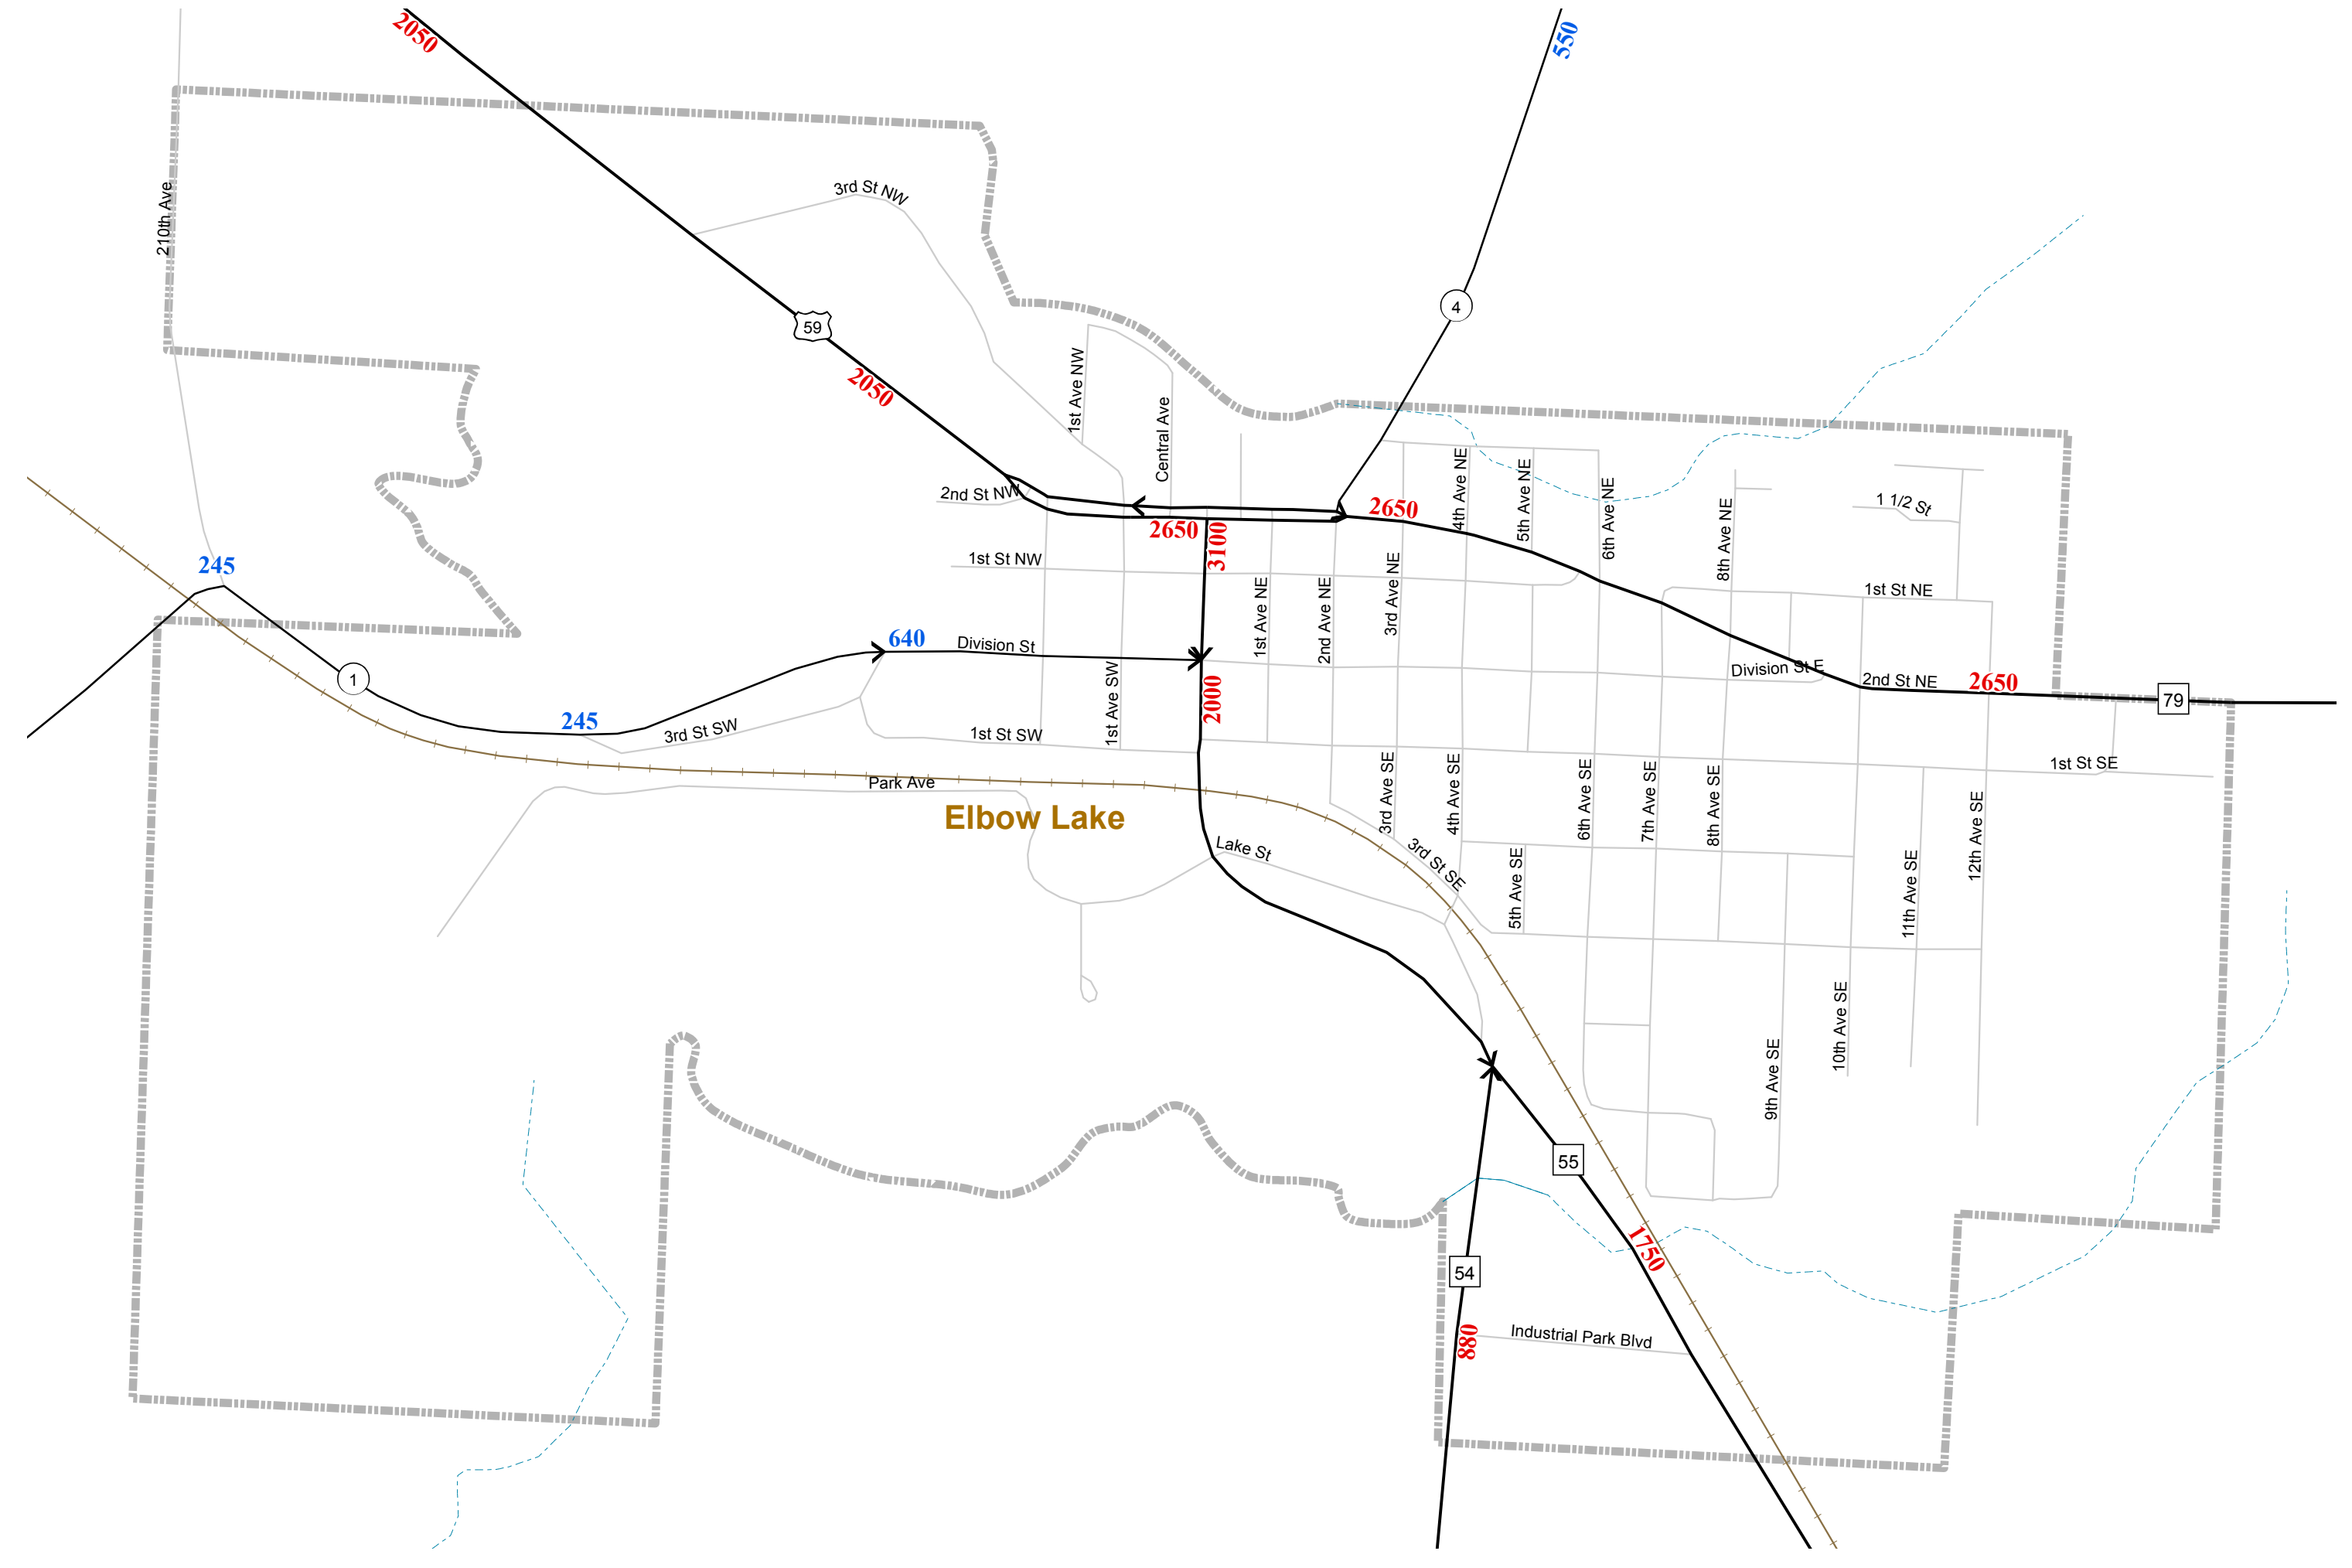 2050
550
210th Ave
3rd St NW
4
59
1st Ave NW
2050
Central Ave
2nd St NW
2650
2650
3100
4th Ave NE
5th Ave NE
6th Ave NE
8th Ave NE
1 1/2 St
245
1st St NW
1st Ave NE
2nd Ave NE
3rd Ave NE
1st St NE
640
Division St
1
Division St E
2nd St NE
2650
79
245
3rd St SW
1st Ave SW
2000
1st St SW
1st St SE
Park Ave
Elbow Lake
Lake St
3rd St SE
3rd Ave SE
4th Ave SE
5th Ave SE
6th Ave SE
7th Ave SE
8th Ave SE
11th Ave SE
12th Ave SE
9th Ave SE
10th Ave SE
55
1750
54
880
Industrial Park Blvd